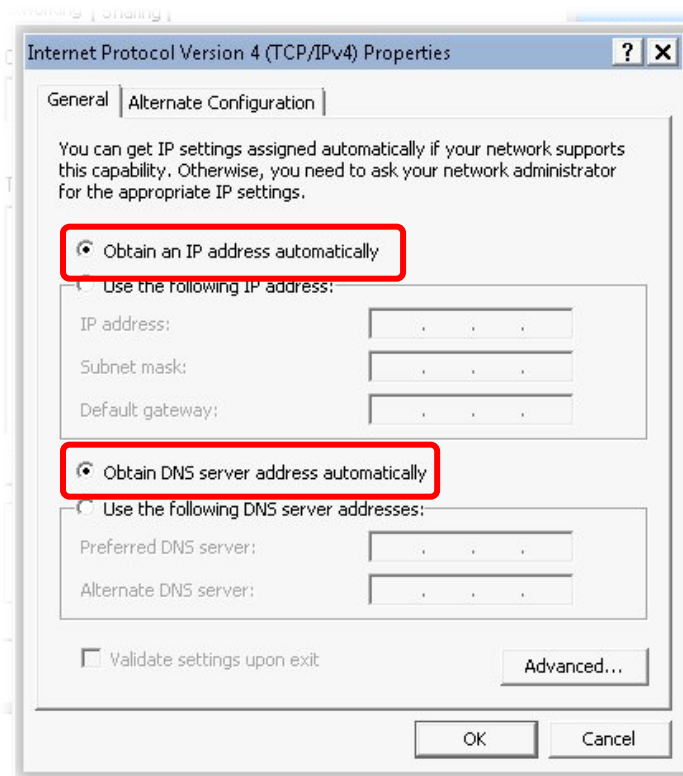 Sharing
Internet Protocol Version 4 (TCP/IPv4) Properties
General Alternate Configuration
You can get IP settings assigned automatically if your network supports
this capability. Otherwise, you need to ask your network administrator
for the appropriate IP settings.
Obtain an IP address automatically
Use the following IP address:
IP address:
Subnet mask:
Default gateway:
Obtain DNS server address automatically
Use the following DNS server addresses:
Preferred DNS server:
Alternate DNS server:
Validate settings upon exit
Advanced...
OK Cancel